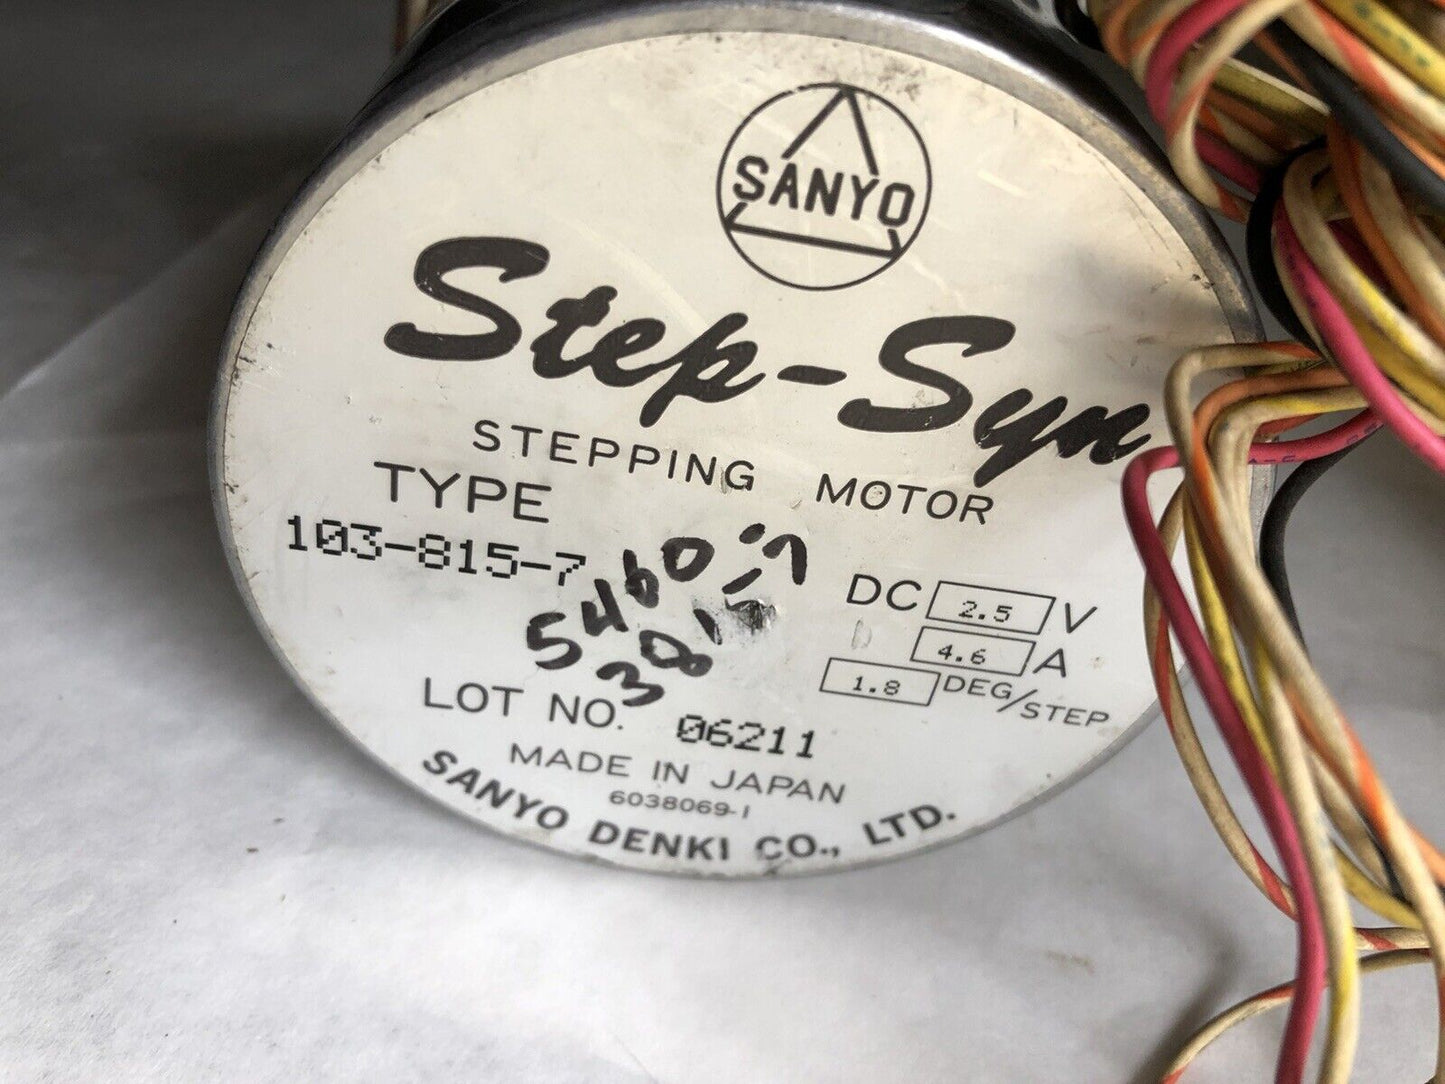 SANYO
Step-Syn
STEPPING MOTOR
TYPE
103-815-7
5460
DC 2.5 V
4.6 A
1.8 DEG/STEP
LOT NO. 06211
MADE IN JAPAN
6038069-1
SANYO DENKI CO., LTD.